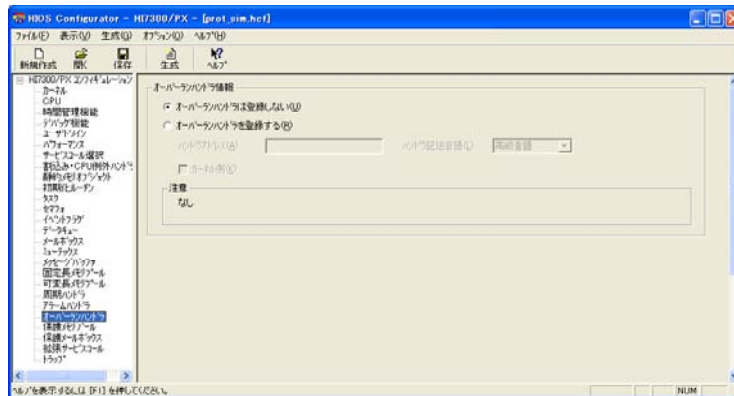 HIOS Configurator - HI7300/PX - [prot_sim.hcf]
ファイル(F) 表示(V) 生成(G) オプション(O) ヘルプ(H)
新規作成 開く 保存 生成 ヘルプ
HI7300/PX コンフィギュレーション
カーネル
CPU
時間管理機能
デバッグ機能
ユーザドメイン
パフォーマンス
サービスコール選択
割込み・CPU例外ハンドラ
静的メモリオブジェクト
初期化ルーチン
タスク
セマフォ
イベントフラグ
データキュー
メールボックス
ミューテックス
メッセージバッファ
固定長メモリプール
可変長メモリプール
周期ハンドラ
アラームハンドラ
オーバーランハンドラ
保護メモリプール
保護メールボックス
拡張サービスコール
トラップ
オーバーランハンドラ情報
オーバーランハンドラは登録しない(U)
オーバーランハンドラを登録する(R)
ハンドラアドレス(A) ハンドラ記述言語(L) 高級言語
カーネル側(K)
注意
なし
ヘルプを表示するには [F1] を押してください。
NUM